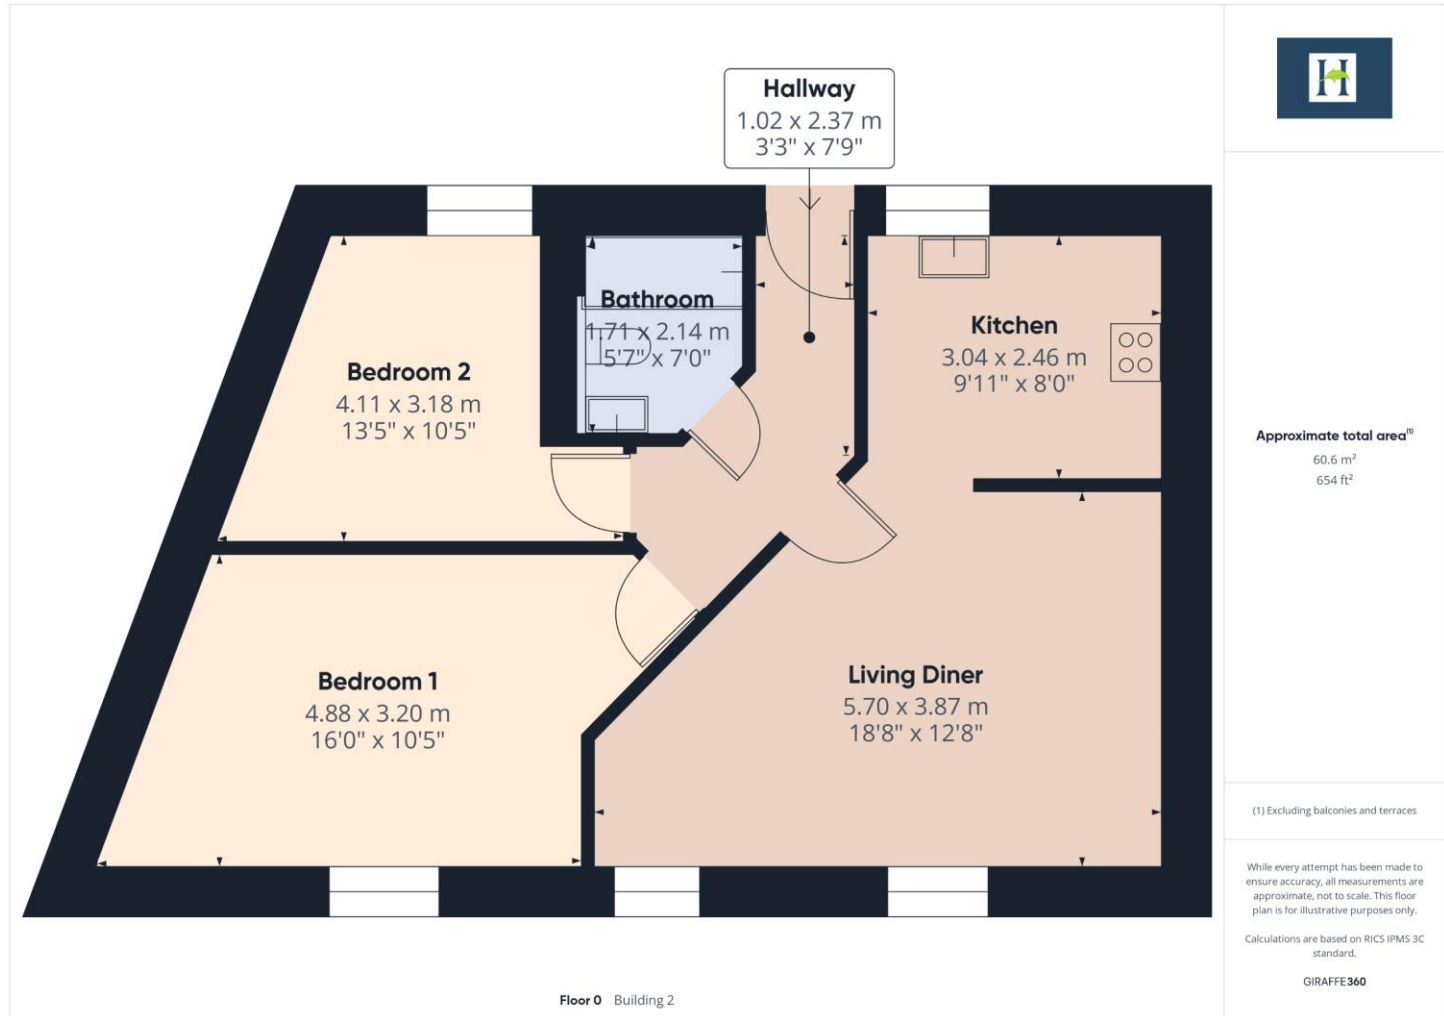 Hallway
1.02 x 2.37 m
3'3" x 7'9"
H
Bathroom
1.71 x 2.14 m
5'7" x 7'0"
Kitchen
3.04 x 2.46 m
9'11" x 8'0"
Bedroom 2
4.11 x 3.18 m
13'5" x 10'5"
Bedroom 1
4.88 x 3.20 m
16'0" x 10'5"
Living Diner
5.70 x 3.87 m
18'8" x 12'8"
Approximate total area(1)
60.6 m²
654 ft²
(1) Excluding balconies and terraces
While every attempt has been made to
ensure accuracy, all measurements are
approximate, not to scale. This floor
plan is for illustrative purposes only.
Calculations are based on RICS IPMS 3C
standard.
GIRAFFE360
Floor 0 Building 2